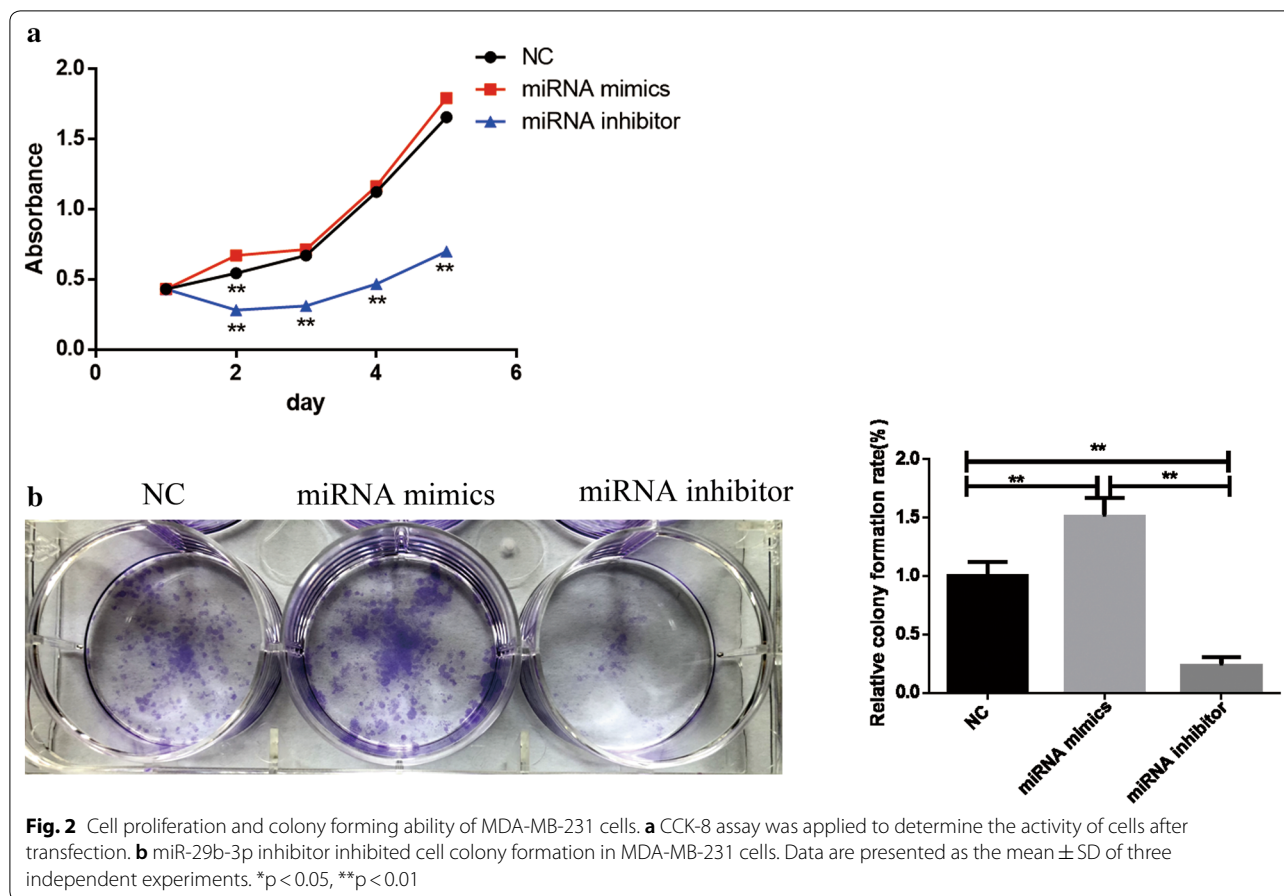 a
NC
miRNA mimics
miRNA inhibitor
2.0
1.5
1.0
0.5
0.0
Absorbance
**
**
**
**
**
0
2
4
6
day
b
NC
miRNA mimics
miRNA inhibitor
Relative colony formation rate(%)
2.0
1.5
1.0
0.5
0.0
**
**
**
NC
miRNA mimics
miRNA inhibitor
Fig. 2 Cell proliferation and colony forming ability of MDA-MB-231 cells. a CCK-8 assay was applied to determine the activity of cells after
transfection. b miR-29b-3p inhibitor inhibited cell colony formation in MDA-MB-231 cells. Data are presented as the mean ± SD of three
independent experiments. *p < 0.05, **p < 0.01